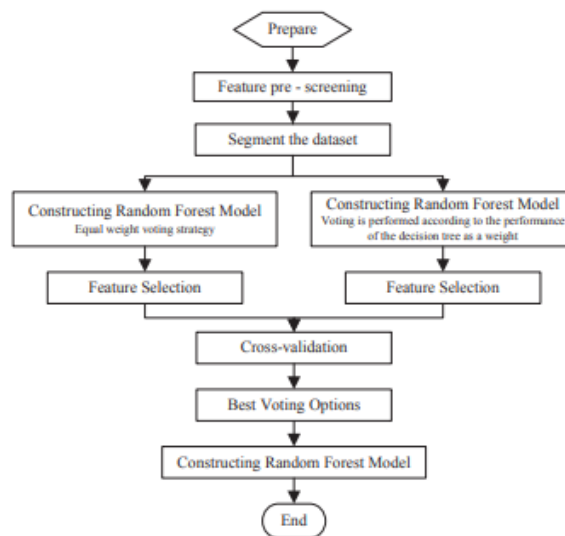 Prepare
Feature pre - screening
Segment the dataset
Constructing Random Forest Model
Equal weight voting strategy
Constructing Random Forest Model
Voting is performed according to the performance
of the decision tree as a weight
Feature Selection
Feature Selection
Cross-validation
Best Voting Options
Constructing Random Forest Model
End